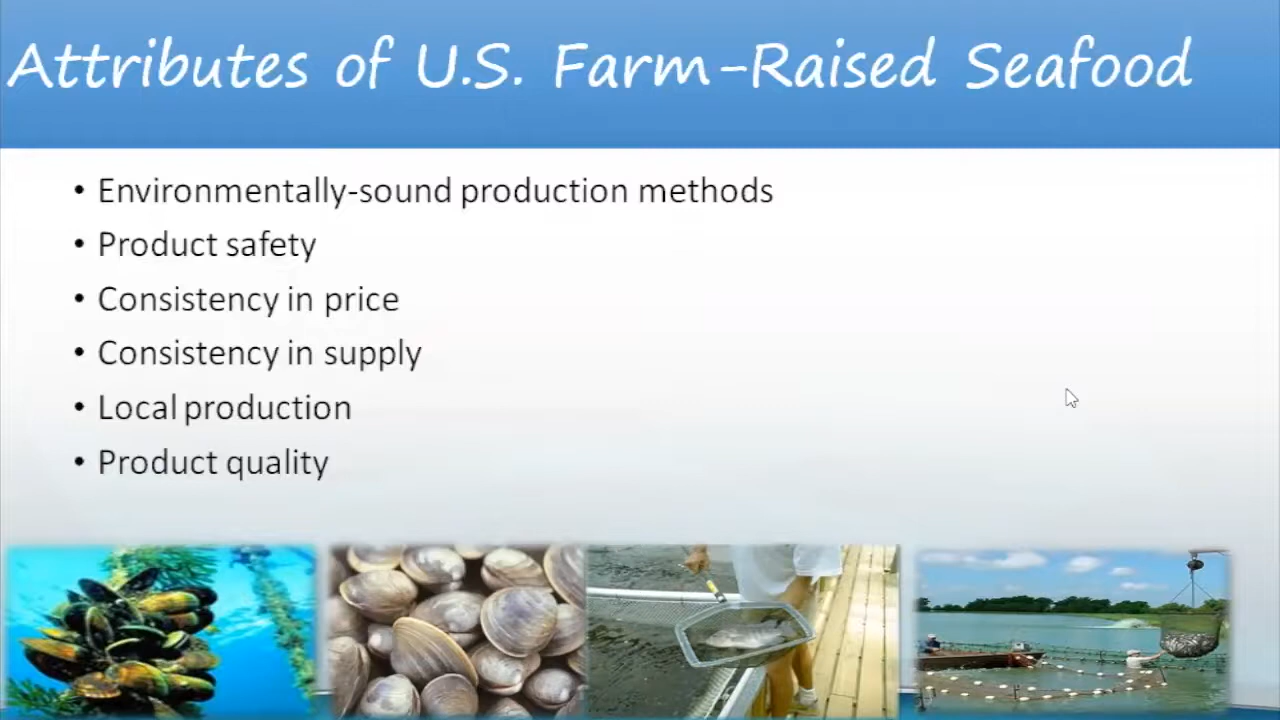 Attributes of U.S. Farm-Raised Seafood
• Environmentally-sound production methods
• Product safety
• Consistency in price
• Consistency in supply
• Local production
• Product quality